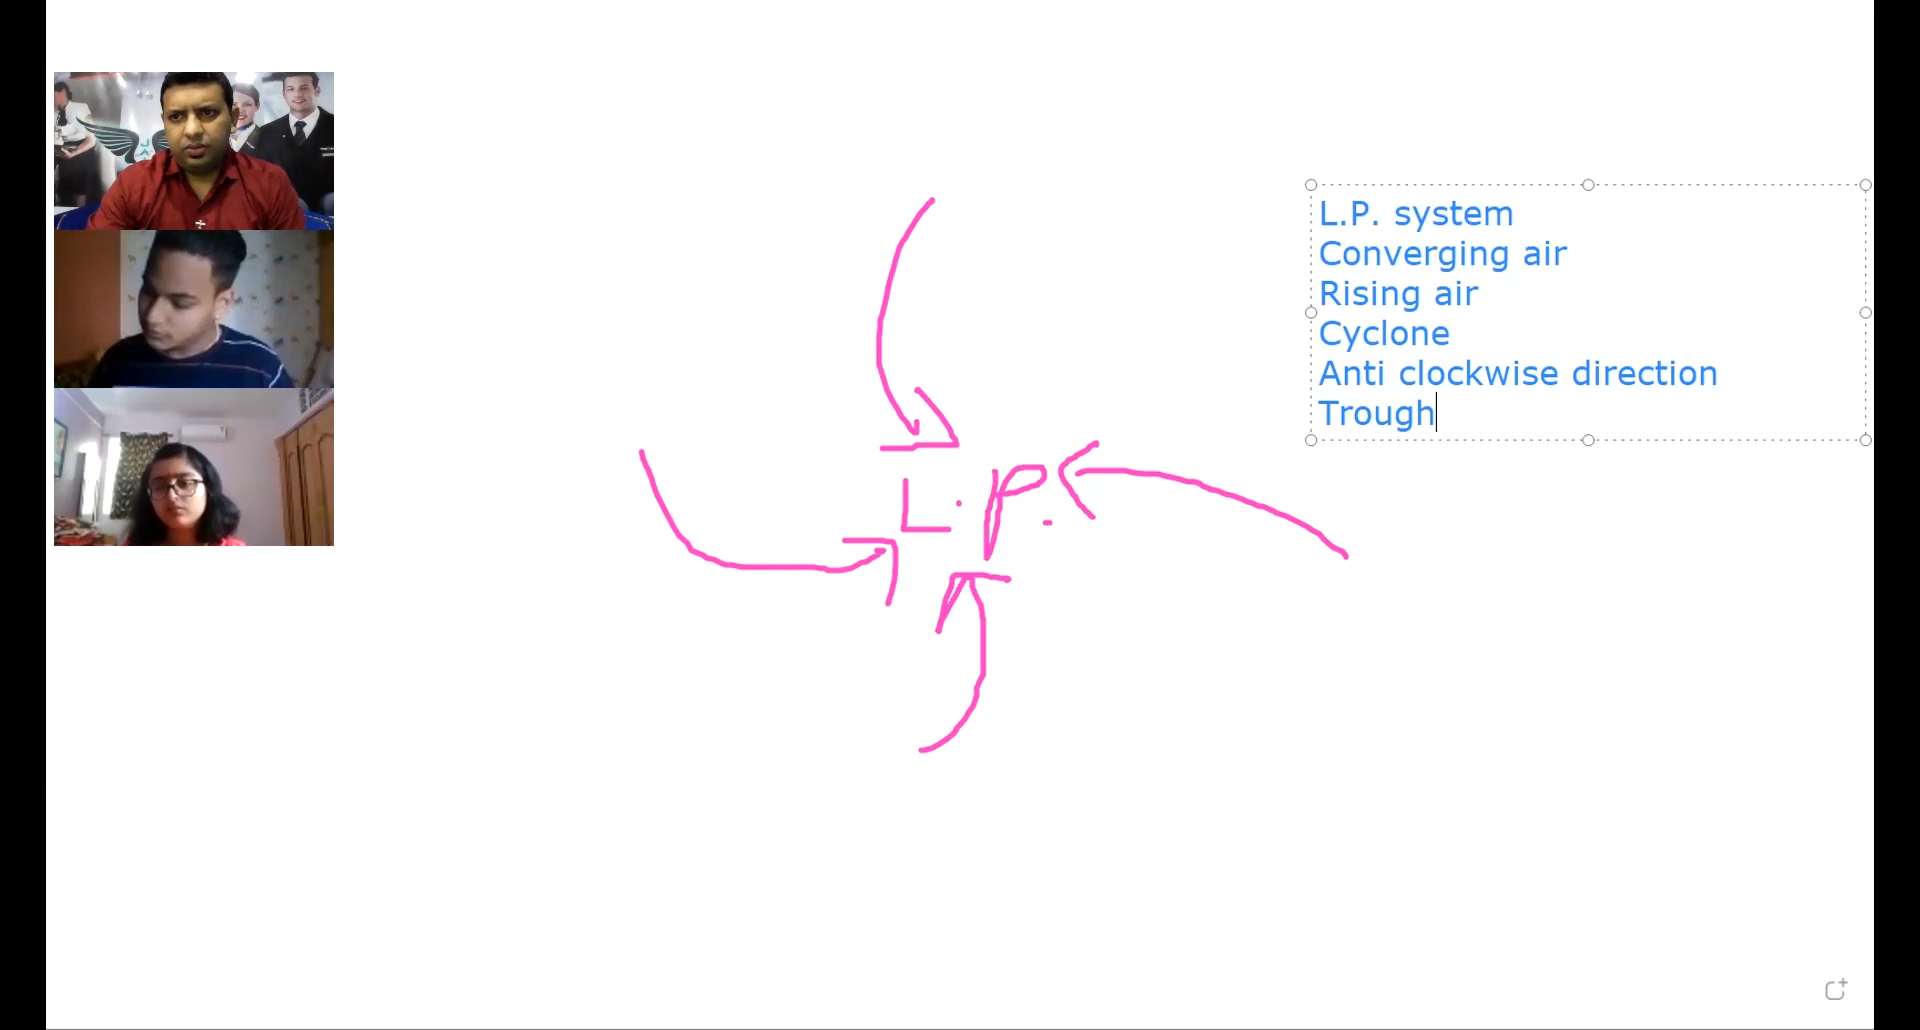 L.P. system
Converging air
Rising air
Cyclone
Anti clockwise direction
Trough
L.P.